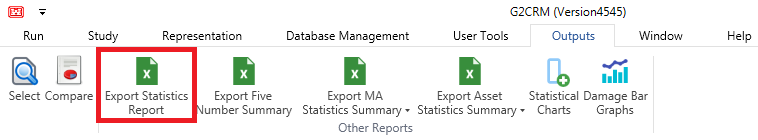 G2CRM (Version4545)
Run Study Representation Database Management User Tools Outputs Window Help
Select Compare Export Statistics Report Export Five Number Summary Export MA Statistics Summary Export Asset Statistics Summary Statistical Charts Damage Bar Graphs
Other Reports